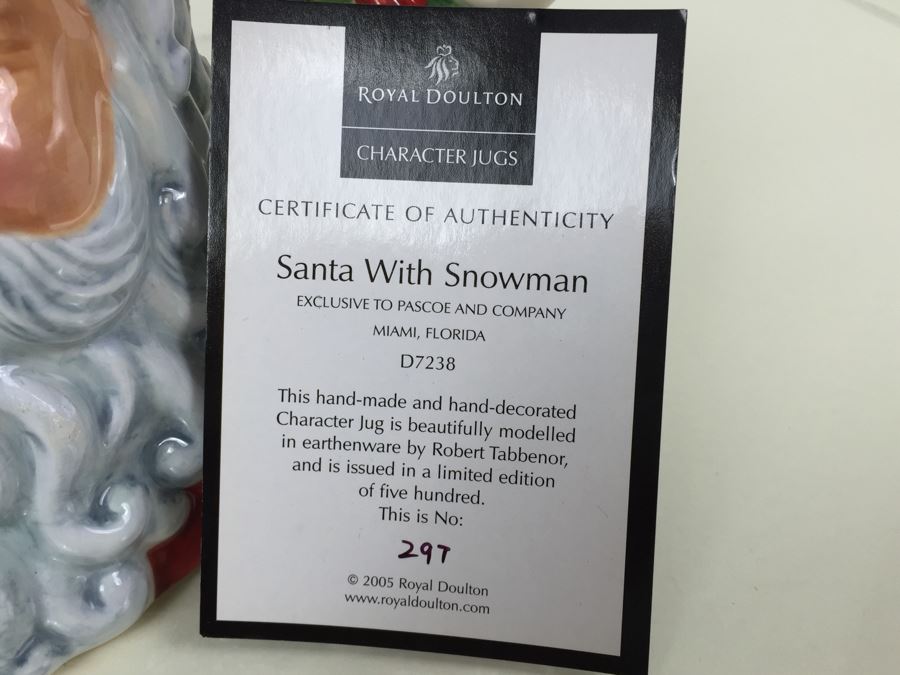 ROYAL DOULTON
CHARACTER JUGS
CERTIFICATE OF AUTHENTICITY
Santa With Snowman
EXCLUSIVE TO PASCOE AND COMPANY
MIAMI, FLORIDA
D7238
This hand-made and hand-decorated
Character Jug is beautifully modelled
in earthenware by Robert Tabbenor,
and is issued in a limited edition
of five hundred.
This is No:
297
© 2005 Royal Doulton
www.royaldoulton.com